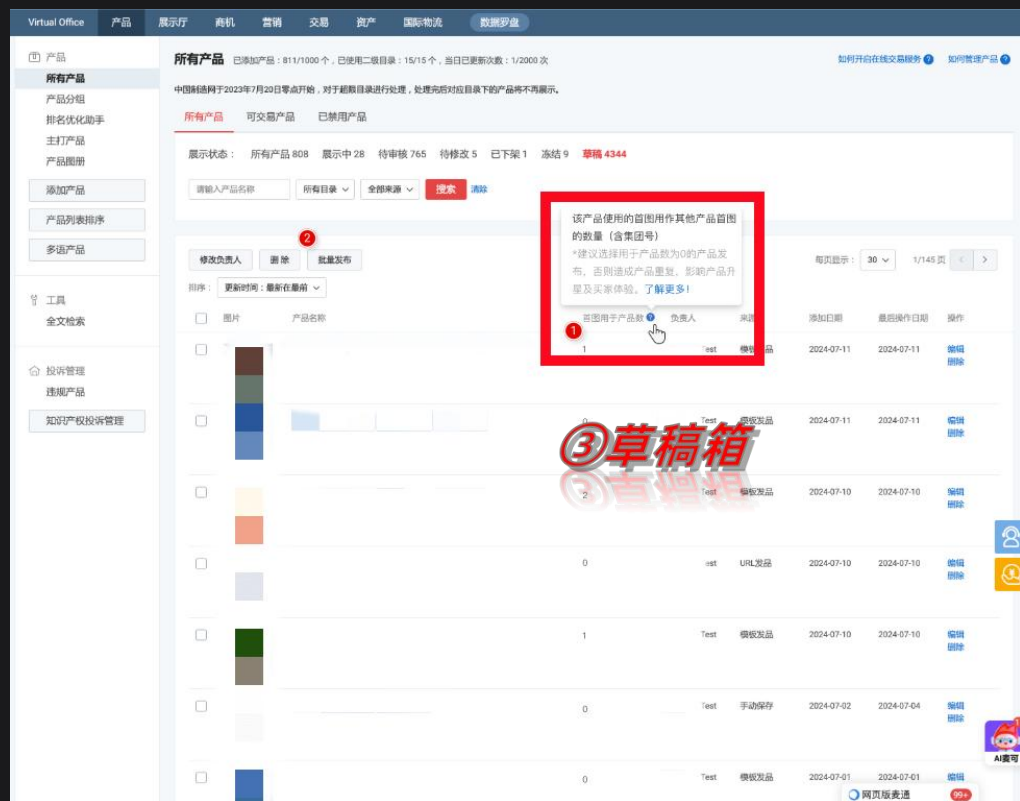 Virtual Office 产品 展示厅 商机 营销 交易 资产 国际物流 数据罗盘
产品
所有产品
产品分组
排名优化助手
主打产品
产品图册
添加产品
产品列表排序
多语产品
工具
全文检索
投诉管理
违规产品
知识产权投诉管理
所有产品 已添加产品：811/1000 个，已使用二级目录：15/15 个，当日已更新次数：1/2000 次
如何开启在线交易服务 ? 如何管理产品 ?
中国制造网于2023年7月20日零点开始，对于超限目录进行处理，处理完后对应目录下的产品将不再展示。
所有产品 可交易产品 已禁用产品
展示状态： 所有产品 808 展示中 28 待审核 765 待修改 5 已下架 1 冻结 9 草稿 4344
请输入产品名称 所有目录 全部来源 搜索 清除
该产品使用的首图用作其他产品首图
的数量（含集团号）
*建议选择用于产品数为0的产品发
布，否则造成产品重复，影响产品升
星及买家体验。了解更多!
2
修改负责人 删除 批量发布
每页显示： 30 1/145 页 < >
排序： 更新时间：最新在最前
图片 产品名称 首图用于产品数 ? 负责人 来源 添加日期 最后操作日期 操作
1
1 Test 模板发品 2024-07-11 2024-07-11 编辑
删除
0 Test 模板发品 2024-07-11 2024-07-11 编辑
删除
③草稿箱
2 Test 模板发品 2024-07-10 2024-07-10 编辑
删除
0 est URL发品 2024-07-10 2024-07-10 编辑
删除
1 Test 模板发品 2024-07-10 2024-07-10 编辑
删除
0 Test 手动保存 2024-07-02 2024-07-04 编辑
删除
AI麦可
0 Test 模板发品 2024-07-01 2024-07-01 编辑
网页版麦通 99+